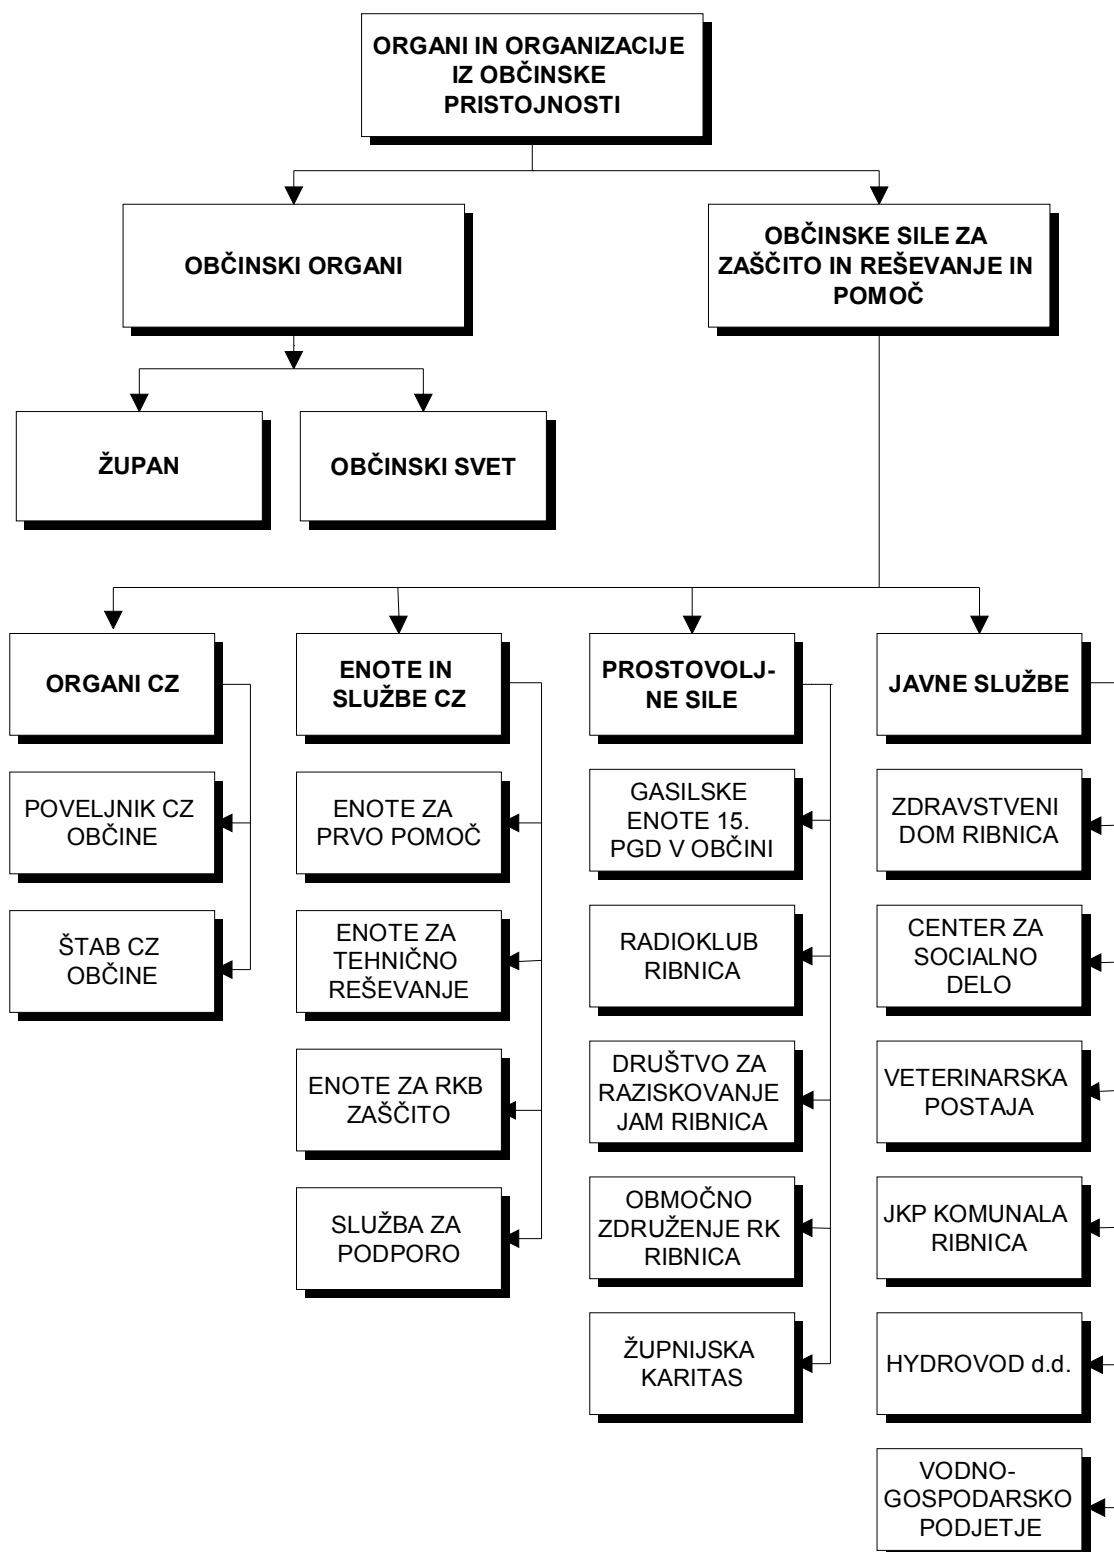 ORGANI IN ORGANIZACIJE
IZ OBČINSKE
PRISTOJNOSTI
OBČINSKI ORGANI
OBČINSKE SILE ZA
ZAŠČITO IN REŠEVANJE IN
POMOČ
ŽUPAN
OBČINSKI SVET
ORGANI CZ
POVELJNIK CZ
OBČINE
ŠTAB CZ
OBČINE
ENOTE IN
SLUŽBE CZ
ENOTE ZA
PRVO POMOČ
ENOTE ZA
TEHNIČNO
REŠEVANJE
ENOTE ZA RKB
ZAŠČITO
SLUŽBA ZA
PODPORO
PROSTOVOLJ-
NE SILE
GASILSKE
ENOTE 15.
PGD V OBČINI
RADIOKLUB
RIBNICA
DRUŠTVO ZA
RAZISKOVANJE
JAM RIBNICA
OBMOČNO
ZDRUŽENJE RK
RIBNICA
ŽUPNIJSKA
KARITAS
JAVNE SLUŽBE
ZDRAVSTVENI
DOM RIBNICA
CENTER ZA
SOCIALNO
DELO
VETERINARSKA
POSTAJA
JKP KOMUNALA
RIBNICA
HYDROVOD d.d.
VODNO-
GOSPODARSKO
PODJETJE